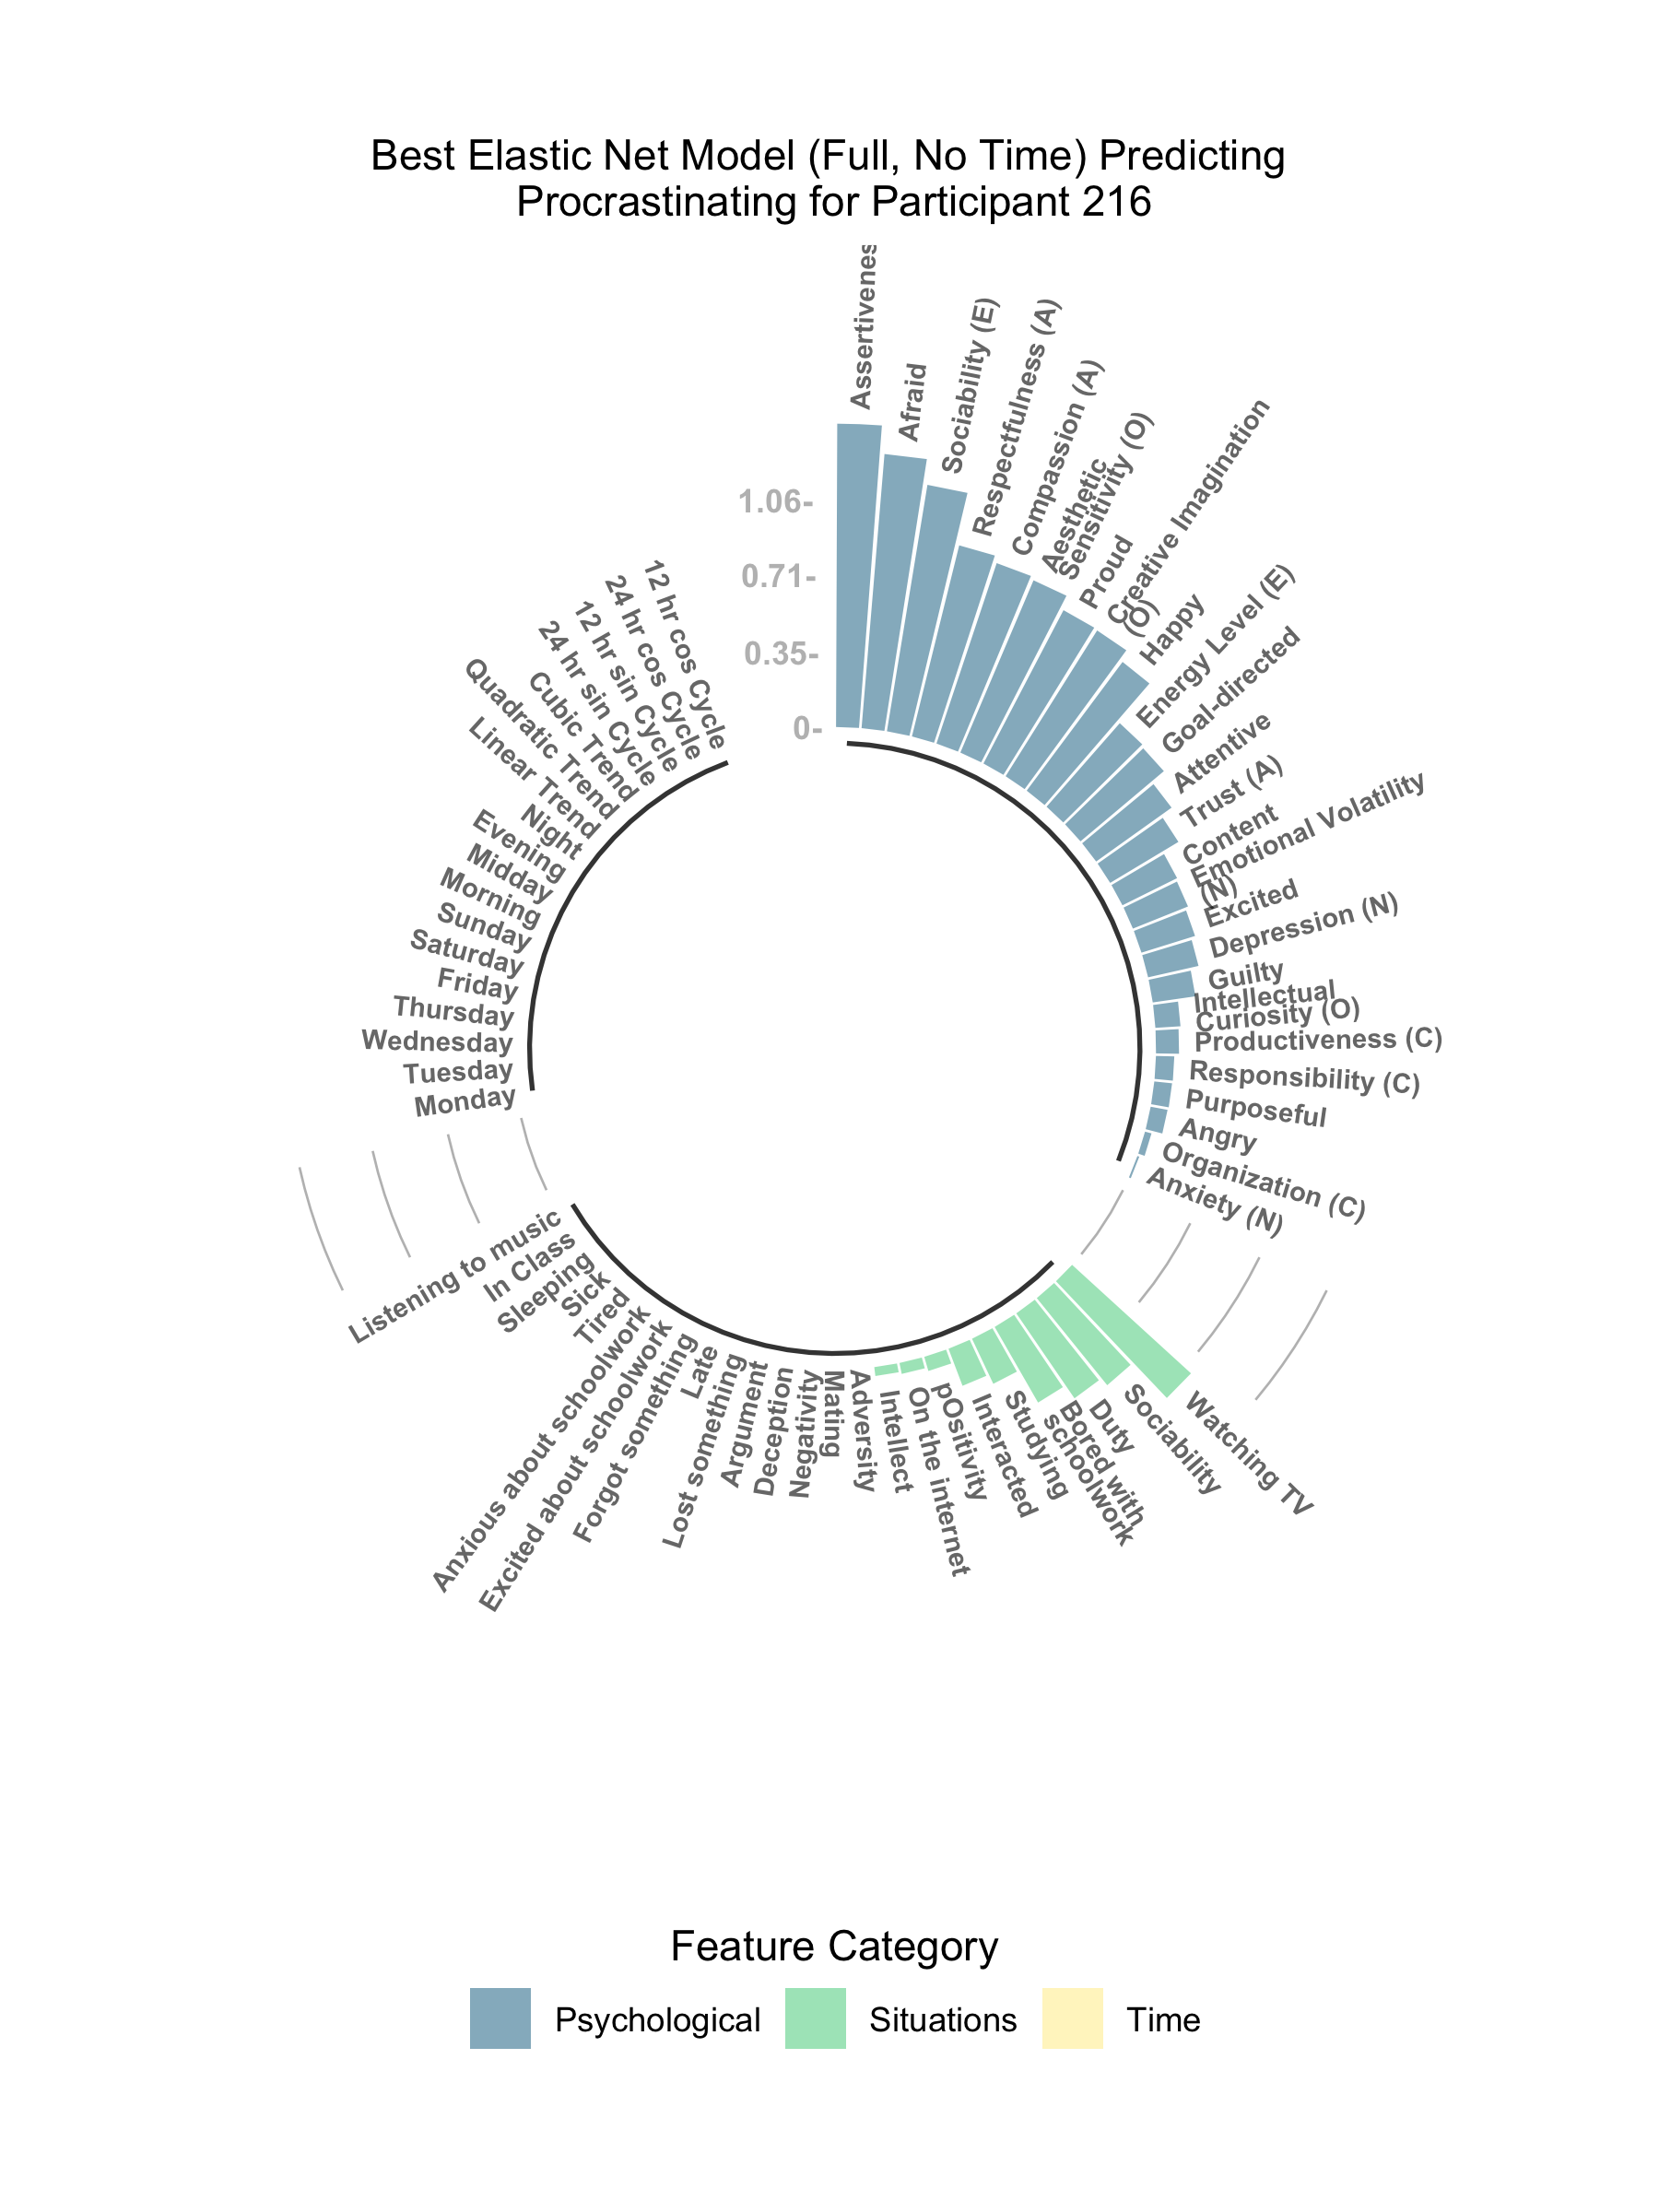 Best Elastic Net Model (Full, No Time) Predicting
Procrastinating for Participant 216
1.06-
0.71-
0.35-
0-
Assertivenes
Afraid
Sociability (E)
Respectfulness (A)
Compassion (A)
Aesthetic
Sensitivity (O)
Proud
Creative Imagination
(O)
Happy
Energy Level (E)
Goal-directed
Attentive
Trust (A)
Content
Emotional Volatility
(N)
Excited
Depression (N)
Guilty
Intellectual
Curiosity (O)
Productiveness (C)
Responsibility (C)
Purposeful
Angry
Organization (C)
Anxiety (N)
Watching TV
Sociability
Duty
Bored with
schoolwork
Studying
Interacted
pOsitivity
On the internet
Intellect
Adversity
Mating
Negativity
Deception
Argument
Lost something
Late
Forgot something
Excited about schoolwork
Anxious about schoolwork
Tired
Sick
Sleeping
In Class
Listening to music
Monday
Tuesday
Wednesday
Thursday
Friday
Saturday
Sunday
Morning
Midday
Evening
Night
Linear Trend
Quadratic Trend
Cubic Trend
24 hr sin Cycle
12 hr sin Cycle
24 hr cos Cycle
12 hr cos Cycle
Feature Category
Psychological
Situations
Time